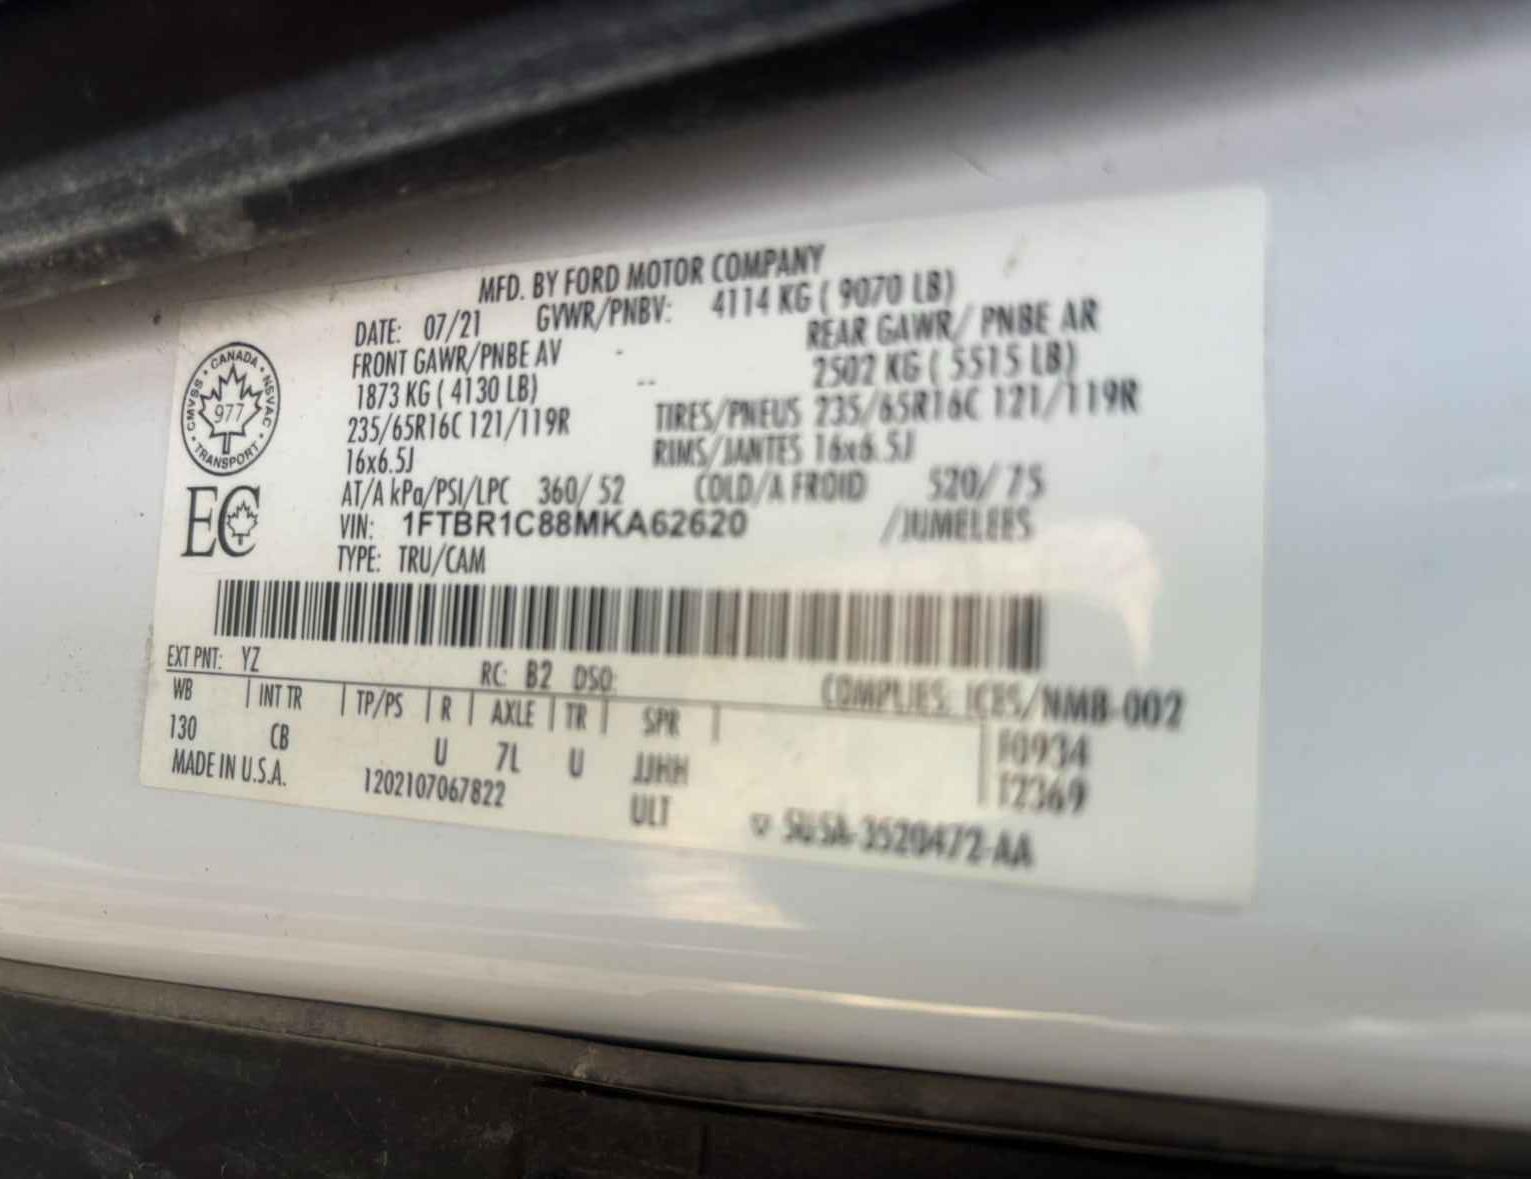 MFD. BY FORD MOTOR COMPANY
DATE: 07/21 GVWR/PNBV: 4114 KG ( 9070 LB)
FRONT GAWR/PNBE AV - REAR GAWR/ PNBE AR
1873 KG ( 4130 LB) -- 2502 KG ( 5515 LB)
235/65R16C 121/119R TIRES/PNEUS 235/65R16C 121/119R
16x6.5J RIMS/JANTES 16x6.5J
AT/A kPa/PSI/LPC 360/ 52 COLD/A FROID 520/ 75
VIN: 1FTBR1C88MKA62620 /JUMELEES
TYPE: TRU/CAM
CMVSS • CANADA • NSVAC • TRANSPORT •
977
EC
EXT PNT: YZ RC: B2 DSO: COMPLIES: ICES/NMB-002
WB | INT TR | TP/PS | R | AXLE | TR | SPR |
130 CB U 7L U JJHH 10934
MADE IN U.S.A. 1202107067822 ULT 12369
3520472-AA